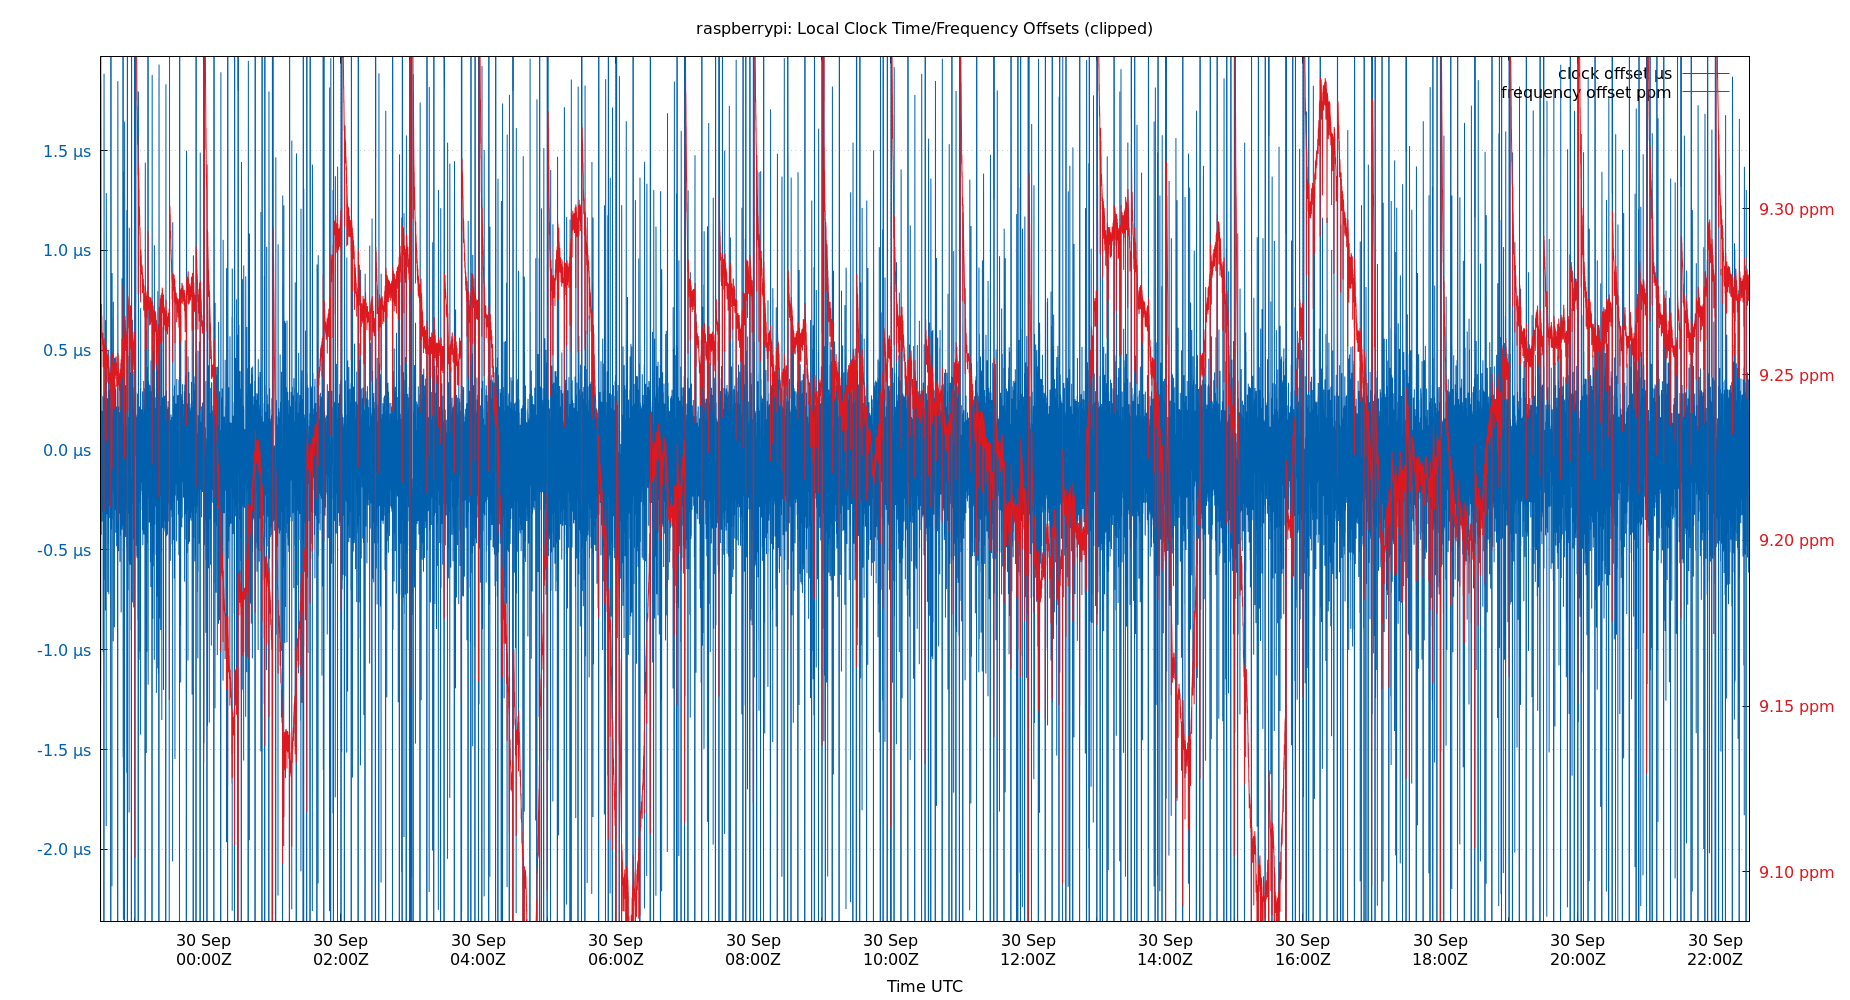 raspberrypi: Local Clock Time/Frequency Offsets (clipped)
clock offset µs
frequency offset ppm
1.5 µs
1.0 µs
0.5 µs
0.0 µs
-0.5 µs
-1.0 µs
-1.5 µs
-2.0 µs
9.30 ppm
9.25 ppm
9.20 ppm
9.15 ppm
9.10 ppm
30 Sep 30 Sep 30 Sep 30 Sep 30 Sep 30 Sep 30 Sep 30 Sep 30 Sep 30 Sep 30 Sep 30 Sep
00:00Z 02:00Z 04:00Z 06:00Z 08:00Z 10:00Z 12:00Z 14:00Z 16:00Z 18:00Z 20:00Z 22:00Z
Time UTC